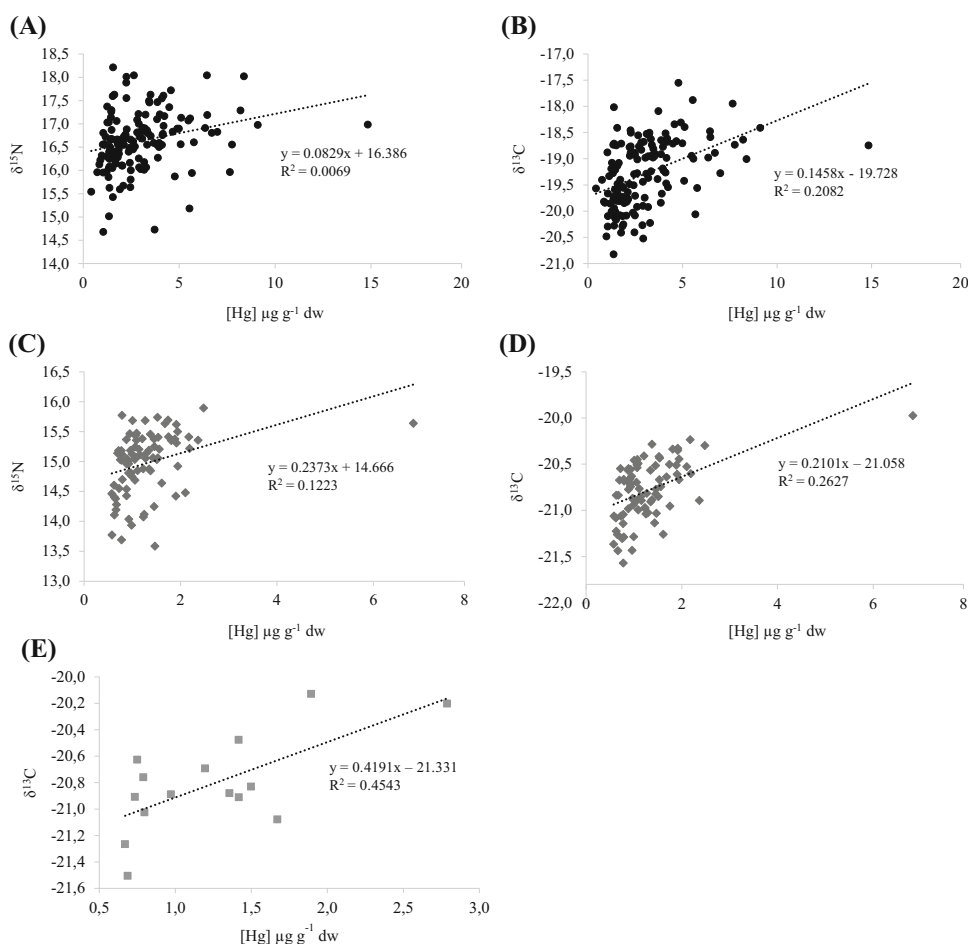 (A)
18,5
18,0
17,5
17,0
16,5
16,0
15,5
15,0
14,5
14,0
δ¹⁵N
y = 0.0829x + 16.386
R² = 0.0069
0 5 10 15 20
[Hg] µg g⁻¹ dw
(B)
-17,0
-17,5
-18,0
-18,5
-19,0
-19,5
-20,0
-20,5
-21,0
δ¹³C
y = 0.1458x - 19.728
R² = 0.2082
0 5 10 15 20
[Hg] µg g⁻¹ dw
(C)
16,5
16,0
15,5
15,0
14,5
14,0
13,5
13,0
δ¹⁵N
y = 0.2373x + 14.666
R² = 0.1223
0 2 4 6 8
[Hg] µg g⁻¹ dw
(D)
-19,5
-20,0
-20,5
-21,0
-21,5
-22,0
δ¹³C
y = 0.2101x – 21.058
R² = 0.2627
0 2 4 6 8
[Hg] µg g⁻¹ dw
(E)
-20,0
-20,2
-20,4
-20,6
-20,8
-21,0
-21,2
-21,4
-21,6
δ¹³C
y = 0.4191x – 21.331
R² = 0.4543
0,5 1,0 1,5 2,0 2,5 3,0
[Hg] µg g⁻¹ dw